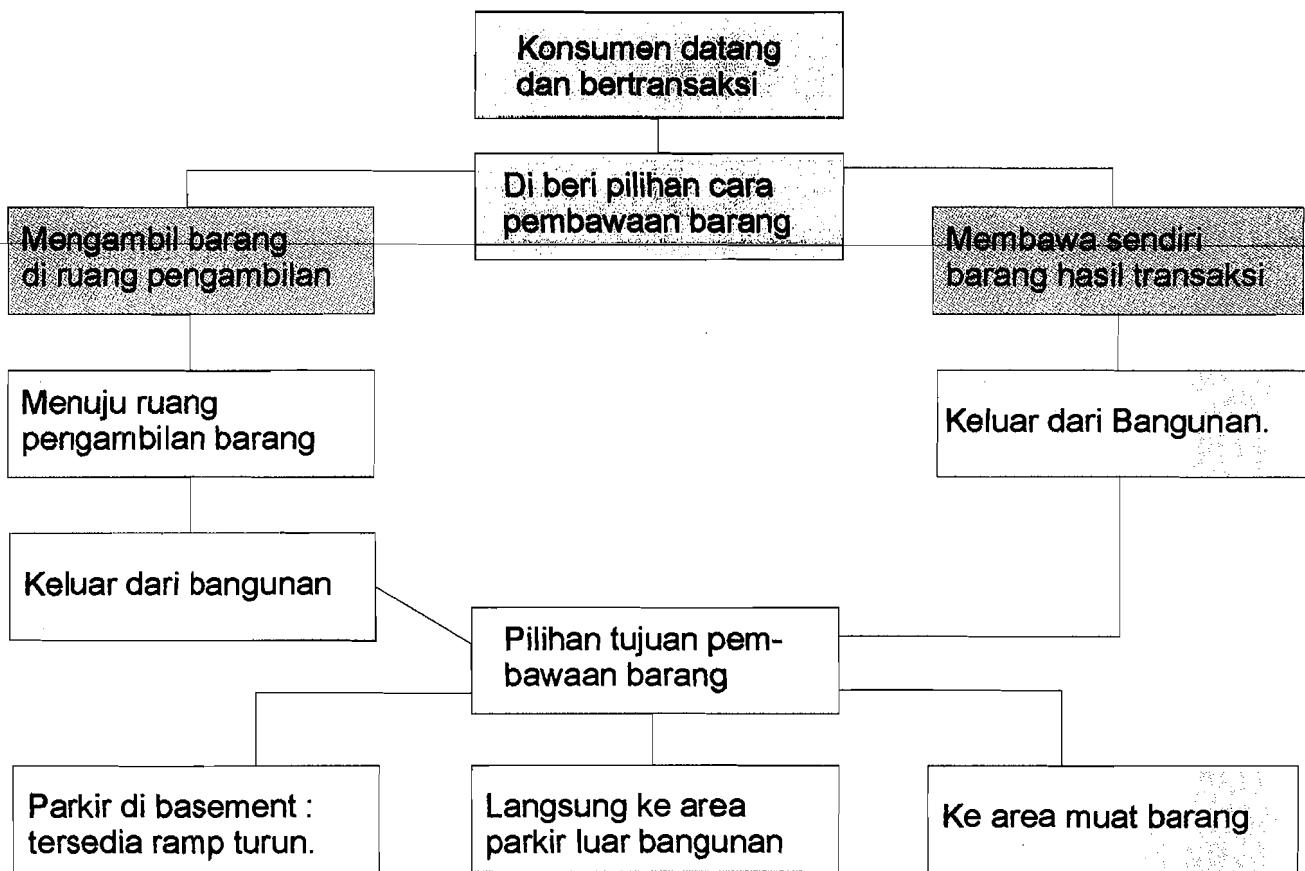 Konsumen datang
dan bertransaksi
Di beri pilihan cara
pembawaan barang
Mengambil barang
di ruang pengambilan
Membawa sendiri
barang hasil transaksi
Menuju ruang
pengambilan barang
Keluar dari Bangunan.
Keluar dari bangunan
Pilihan tujuan pem-
bawaan barang
Parkir di basement :
tersedia ramp turun.
Langsung ke area
parkir luar bangunan
Ke area muat barang